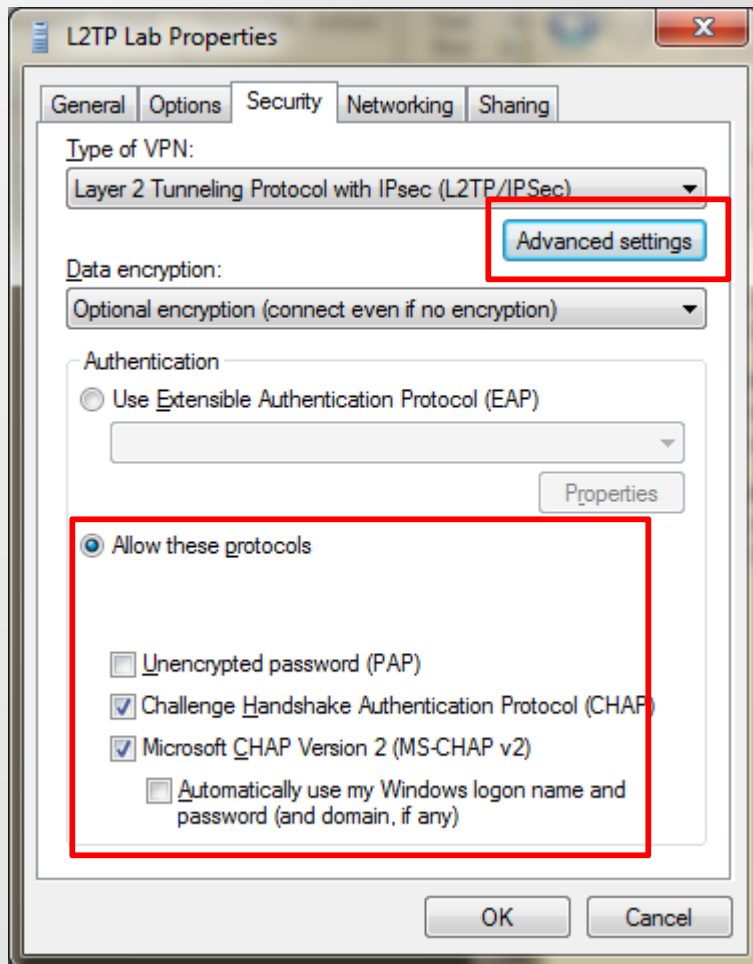 L2TP Lab Properties
General Options Security Networking Sharing
Type of VPN:
Layer 2 Tunneling Protocol with IPsec (L2TP/IPSec)
Advanced settings
Data encryption:
Optional encryption (connect even if no encryption)
Authentication
Use Extensible Authentication Protocol (EAP)
Properties
Allow these protocols
Unencrypted password (PAP)
Challenge Handshake Authentication Protocol (CHAP)
Microsoft CHAP Version 2 (MS-CHAP v2)
Automatically use my Windows logon name and
password (and domain, if any)
OK Cancel